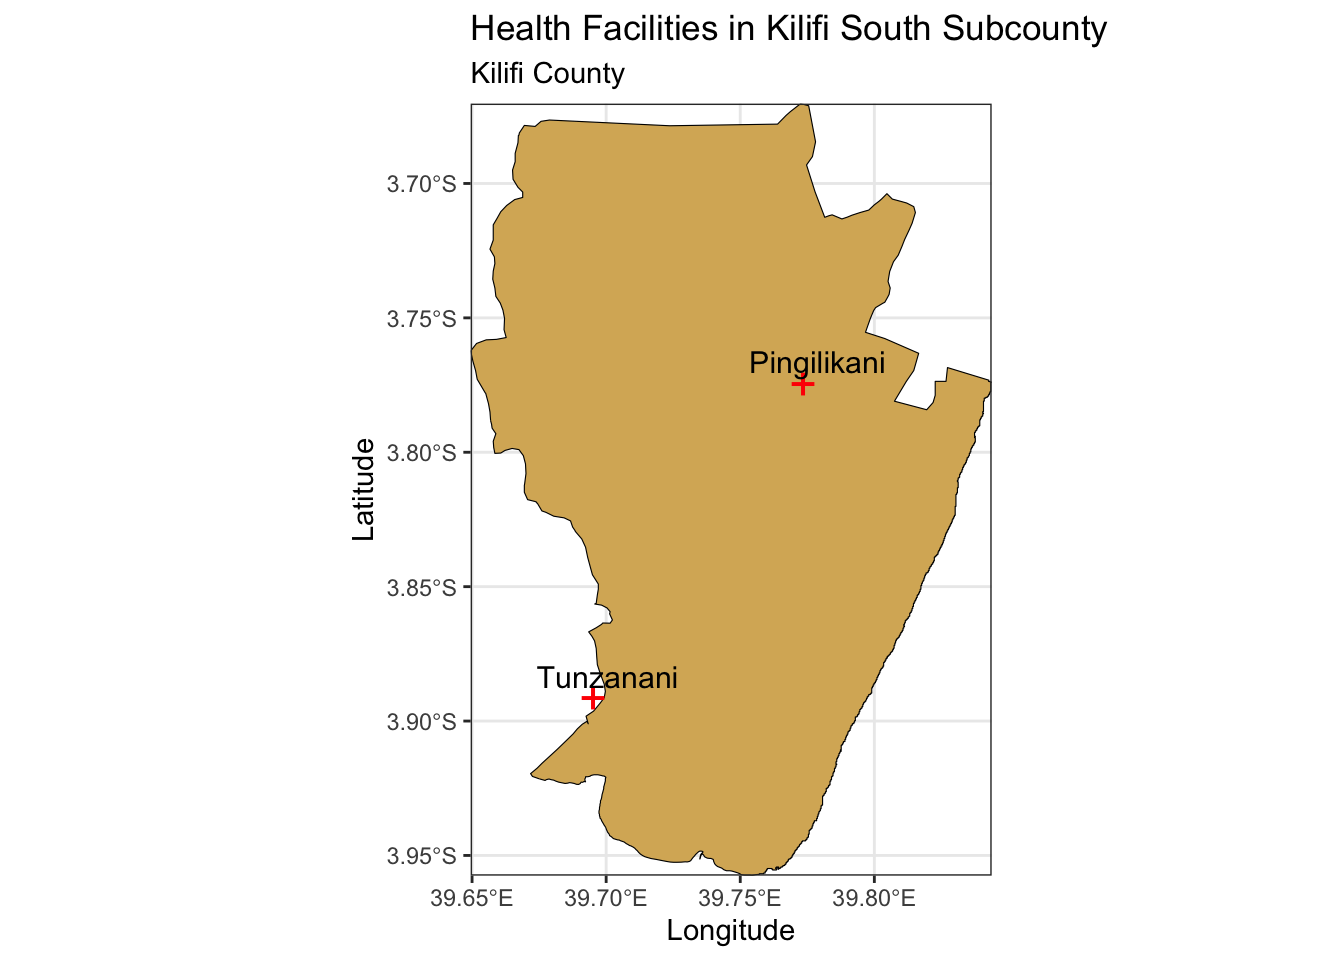 Health Facilities in Kilifi South Subcounty
Kilifi County
3.70°S
3.75°S
Pingilikani
3.80°S
Latitude
3.85°S
Tunzanani
3.90°S
3.95°S
39.65°E 39.70°E 39.75°E 39.80°E
Longitude